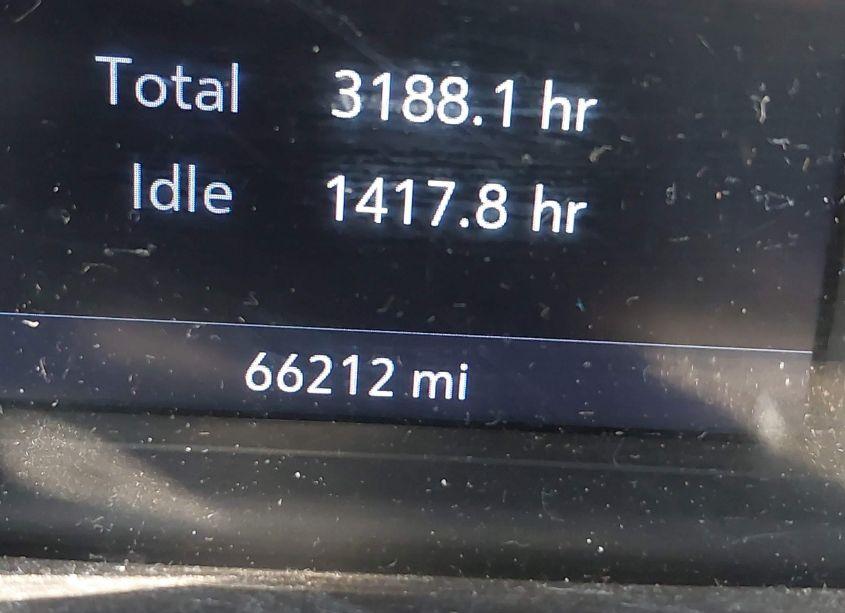 Total 3188.1 hr
Idle 1417.8 hr
66212 mi